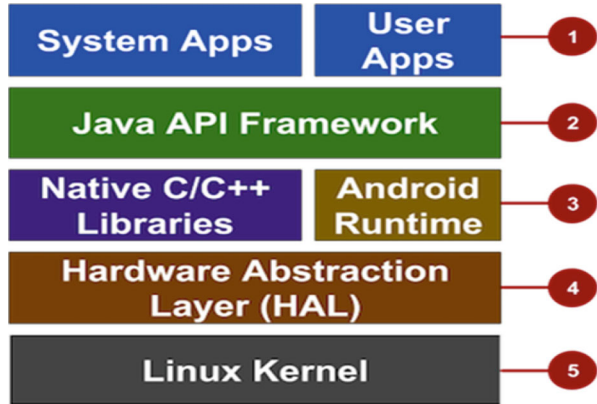 System Apps
User
Apps
1
Java API Framework
2
Native C/C++
Libraries
Android
Runtime
3
Hardware Abstraction
Layer (HAL)
4
Linux Kernel
5